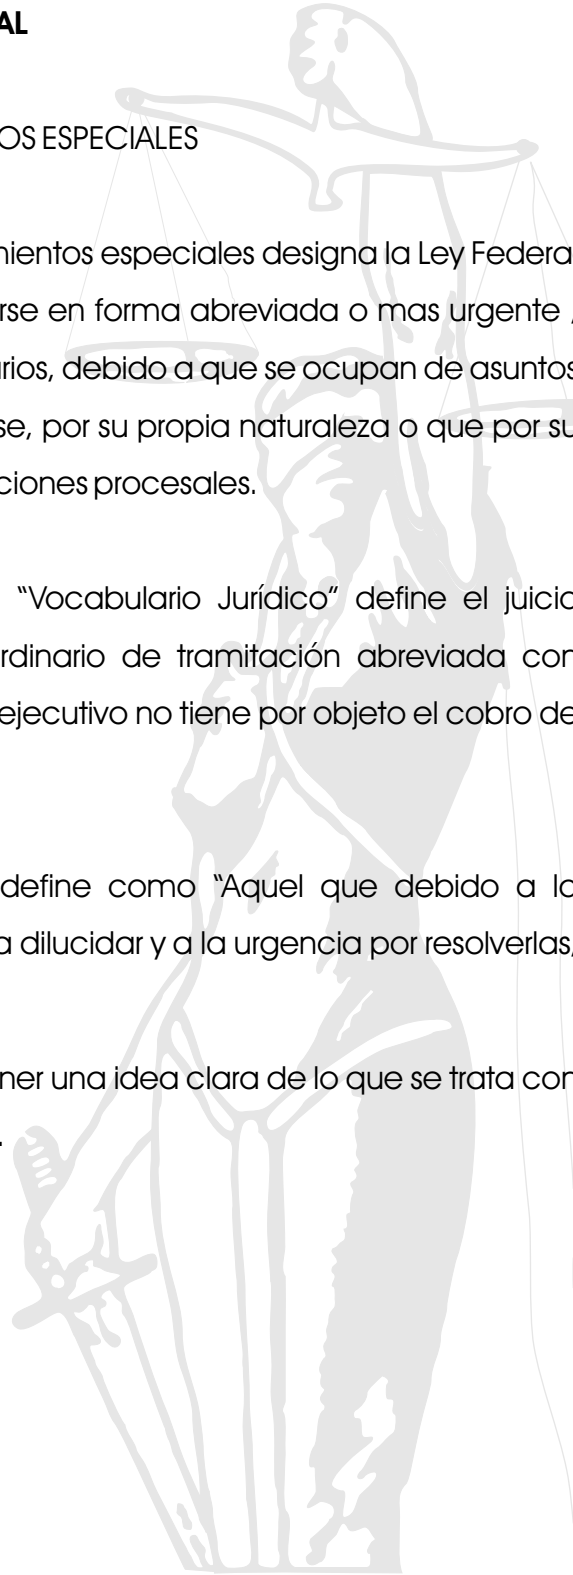 AL
OS ESPECIALES
mientos especiales designa la Ley Federa
rse en forma abreviada o mas urgente ,
arios, debido a que se ocupan de asuntos
se, por su propia naturaleza o que por su
ciones procesales.
“Vocabulario Jurídico” define el juicio
rdinario de tramitación abreviada con
ejecutivo no tiene por objeto el cobro de
define como “Aquel que debido a la
a dilucidar y a la urgencia por resolverlas,
ner una idea clara de lo que se trata con
.